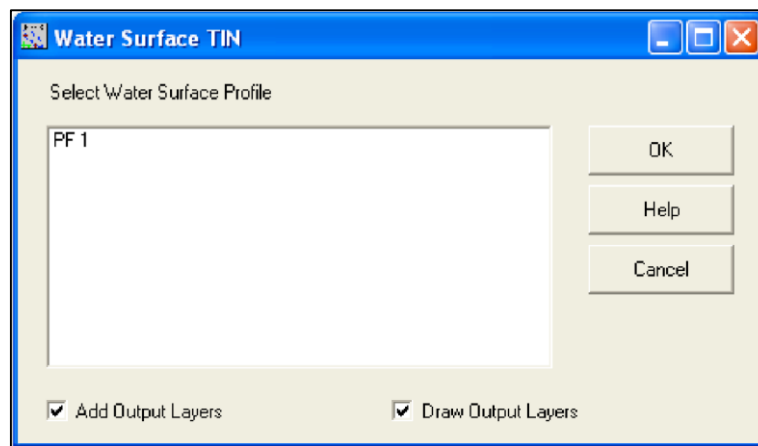 Water Surface TIN
Select Water Surface Profile
PF 1
OK
Help
Cancel
Add Output Layers
Draw Output Layers